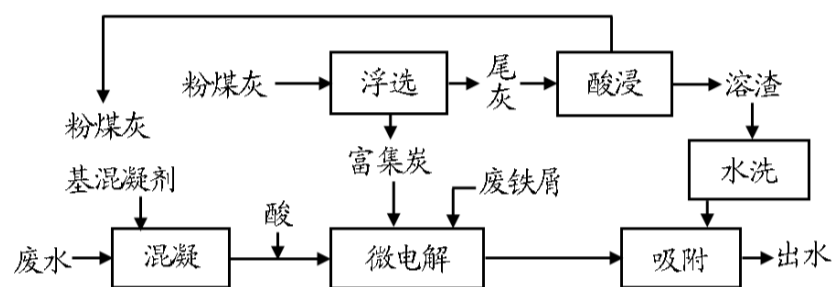 粉煤灰
浮选
尾
灰
酸浸
溶渣
粉煤灰
基混凝剂
富集炭
废铁屑
水洗
酸
废水
混凝
微电解
吸附
出水